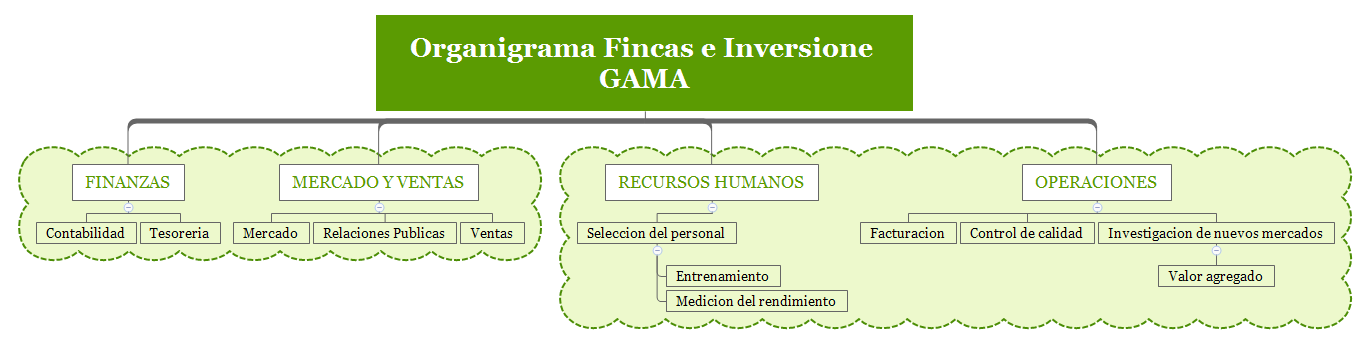 Organigrama Fincas e Inversione
GAMA
FINANZAS
MERCADO Y VENTAS
RECURSOS HUMANOS
OPERACIONES
Contabilidad
Tesoreria
Mercado
Relaciones Publicas
Ventas
Seleccion del personal
Facturacion
Control de calidad
Investigacion de nuevos mercados
Entrenamiento
Medicion del rendimiento
Valor agregado